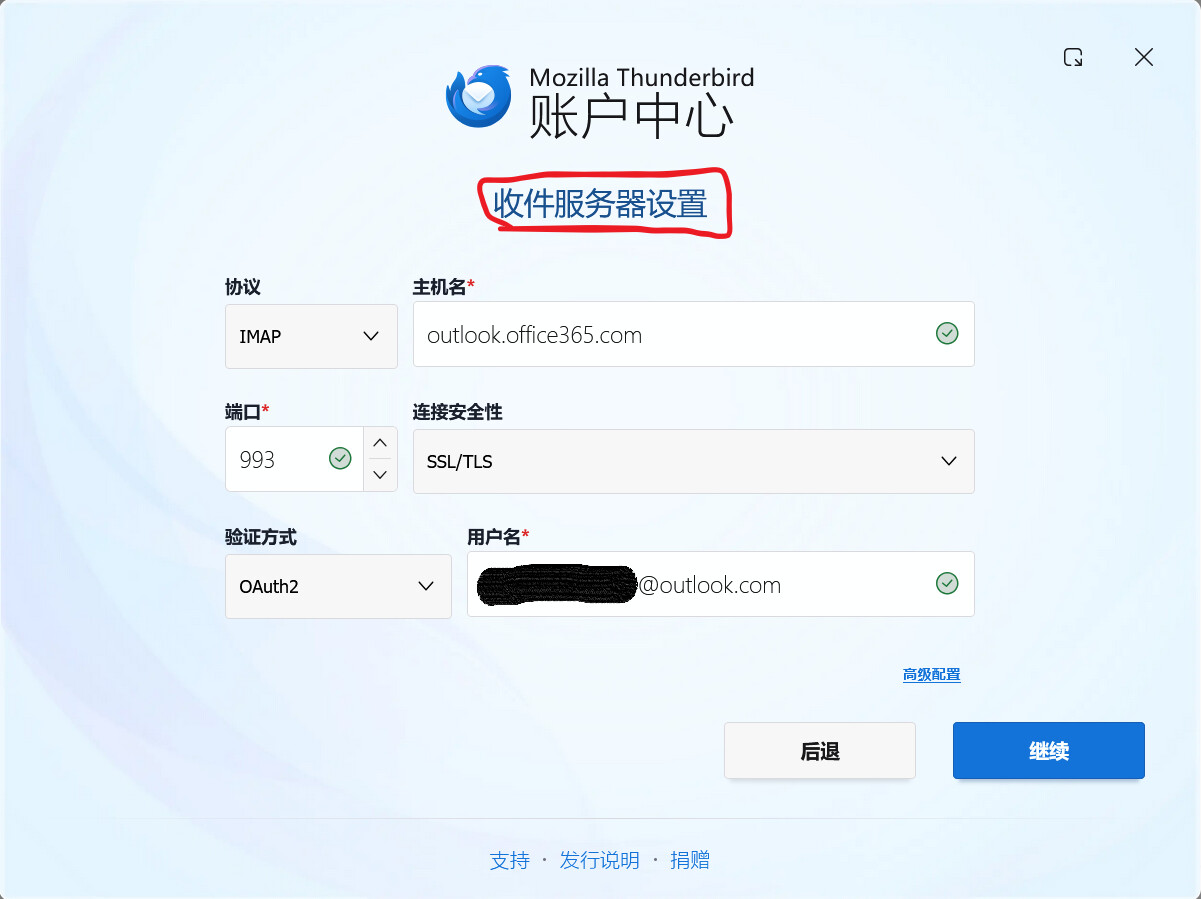 Mozilla Thunderbird
账户中心
收件服务器设置
协议
主机名*
IMAP
outlook.office365.com
端口*
连接安全性
993
SSL/TLS
验证方式
用户名*
OAuth2
@outlook.com
高级配置
后退
继续
支持 · 发行说明 · 捐赠